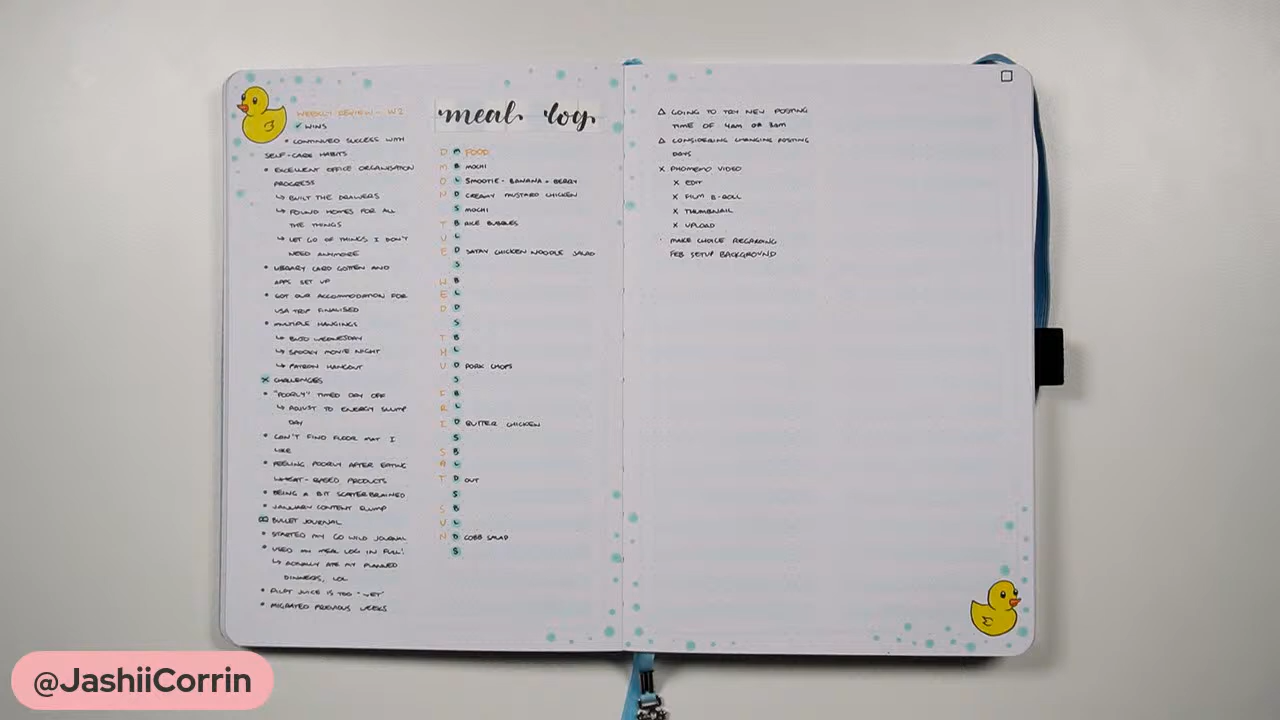 WEEKLY REVIEW - W2
✓ WINS
• CONTINUED SUCCESS WITH
SELF-CARE HABITS
• EXCELLENT OFFICE ORGANISATION
PROGRESS
↳ BUILT THE DRAWERS
↳ FOUND HOMES FOR ALL
THE THINGS
↳ LET GO OF THINGS I DON'T
NEED ANYMORE
• LIBRARY CARD GOTTEN AND
APPS SET UP
• GOT OUR ACCOMMODATION FOR
USA TRIP FINALISED
• MULTIPLE HANGINGS
↳ BUJO WEDNESDAY
↳ SPOOKY MOVIE NIGHT
↳ PATRON HANGOUT
X CHALLENGES
• "POORLY" TIMED DAY OFF
↳ ADJUST TO ENERGY SLUMP
DAY
• CAN'T FIND FLOOR MAT I
LIKE
• FEELING POORLY AFTER EATING
WHEAT-BASED PRODUCTS
• BEING A BIT SCATTERBRAINED
• JANUARY CONTENT SLUMP
BULLET JOURNAL
• STARTED MY GO WILD JOURNAL
• USED MY MEAL LOG IN FULL!
↳ ACTUALLY ATE MY PLANNED
DINNERS, LOL
• PILOT JUICE IS TOO "WET"
• MIGRATED PREVIOUS WEEKS
meal log
D M FOOD
M B MOCHI
O L SMOOTIE - BANANA + BERRY
N D CREAMY MUSTARD CHICKEN
S MOCHI
T B RICE BUBBLES
U L
E D SATAY CHICKEN NOODLE SALAD
S
W B
E L
D D
S
T B
H L
U D PORK CHOPS
S
F B
R L
I D BUTTER CHICKEN
S
S B
A L
T D OUT
S
S B
U L
N D COBB SALAD
S
△ GOING TO TRY NEW POSTING
TIME OF 4AM OR 3AM
△ CONSIDERING CHANGING POSTING
DAYS
X PHOMEMO VIDEO
X EDIT
X FILM B-ROLL
X THUMBNAIL
X UPLOAD
• MAKE CHOICE REGARDING
FEB SETUP BACKGROUND
@JashiiCorrin